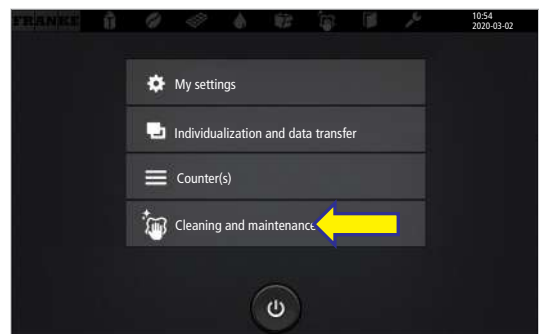 FRANKE
10:54
2020-03-02
My settings
Individualization and data transfer
Counter(s)
Cleaning and maintenance